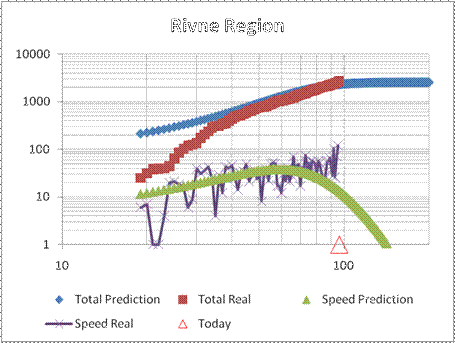 Rivne Region
10000
1000
100
10
1
10 100
Total Prediction Total Real Speed Prediction
Speed Real Today